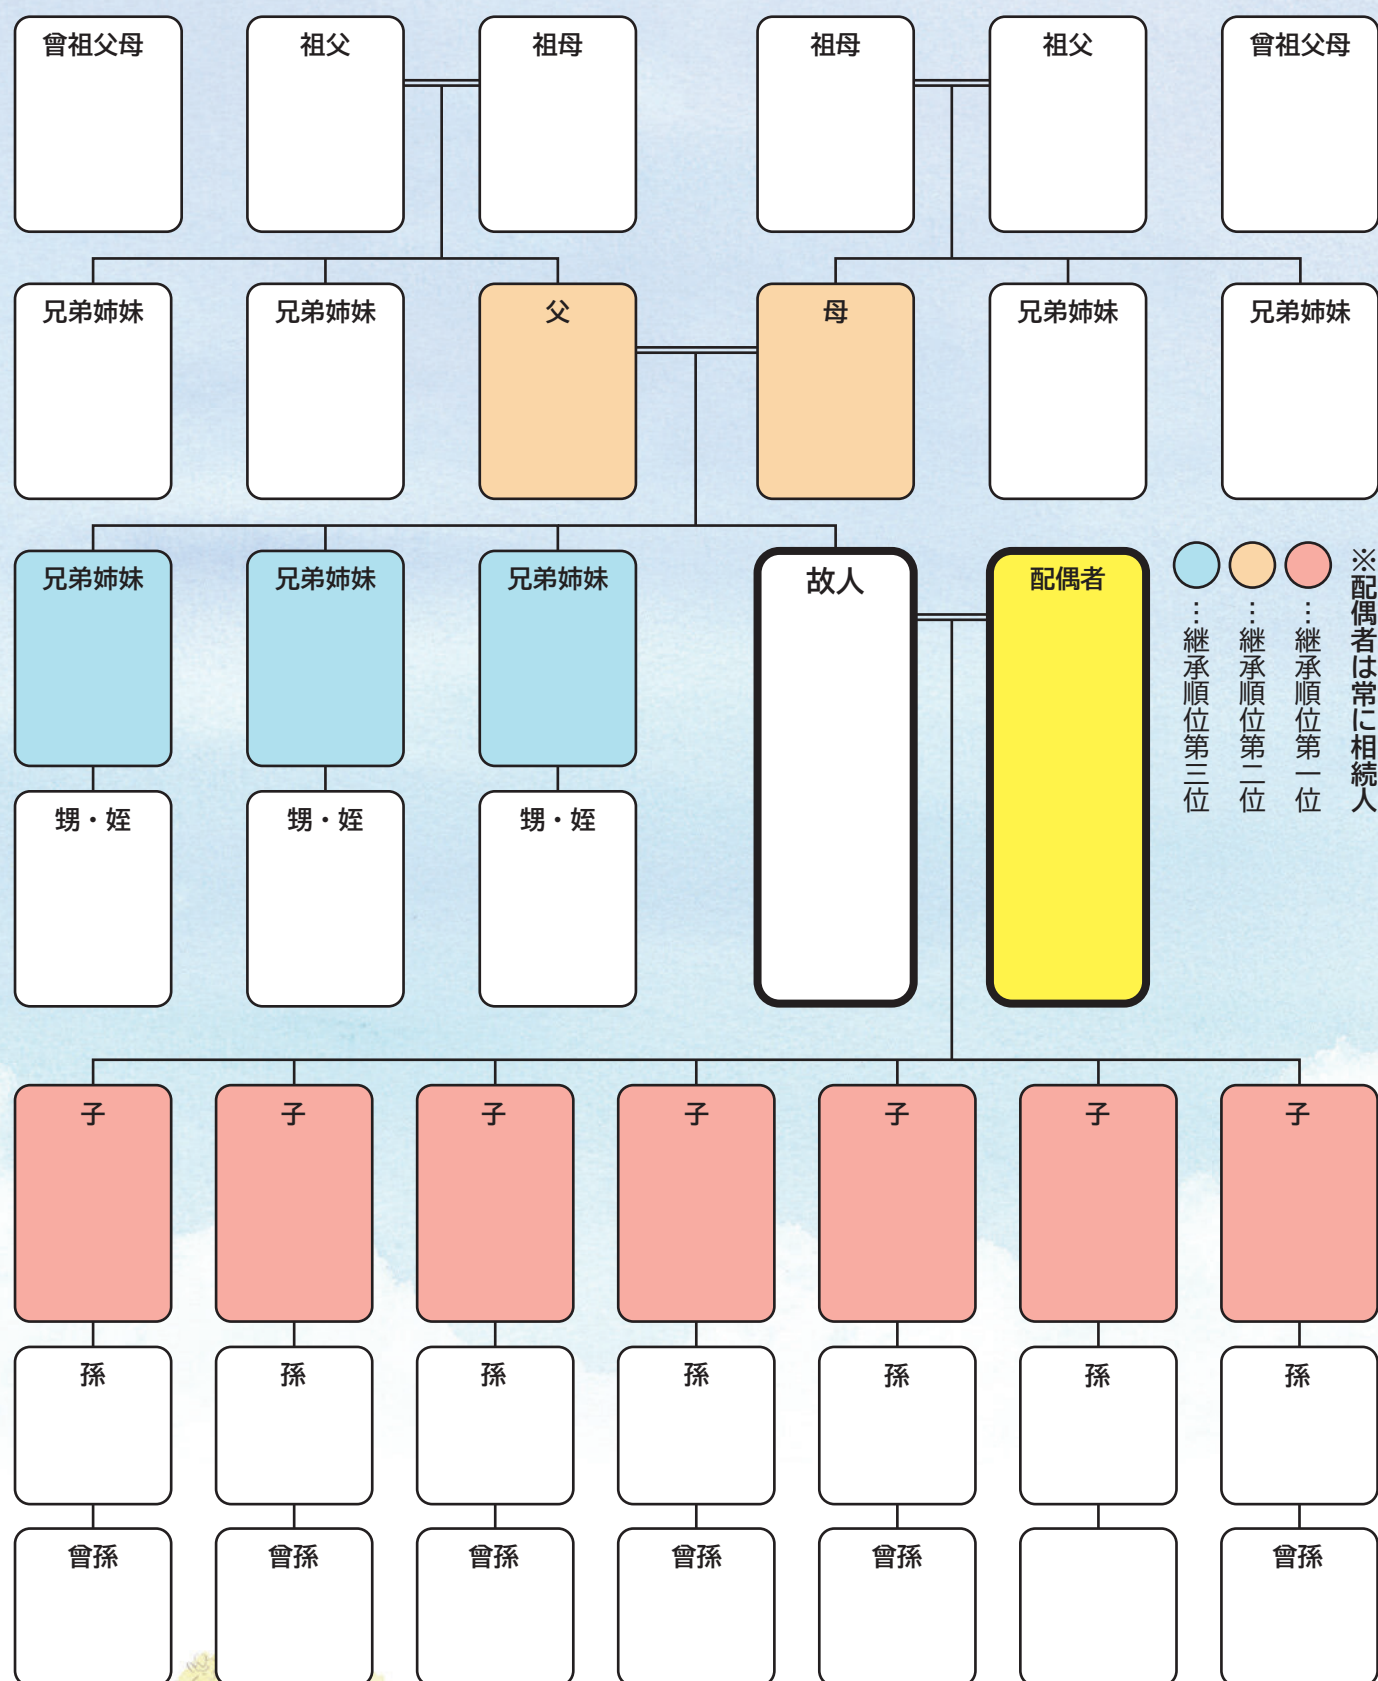 曾祖父母
祖父
祖母
祖母
祖父
曾祖父母
兄弟姉妹
兄弟姉妹
父
母
兄弟姉妹
兄弟姉妹
兄弟姉妹
兄弟姉妹
兄弟姉妹
故人
配偶者
※配偶者は常に相続人
…継承順位第一位
…継承順位第二位
…継承順位第三位
甥・姪
甥・姪
甥・姪
子
子
子
子
子
子
子
孫
孫
孫
孫
孫
孫
孫
曾孫
曾孫
曾孫
曾孫
曾孫
曾孫